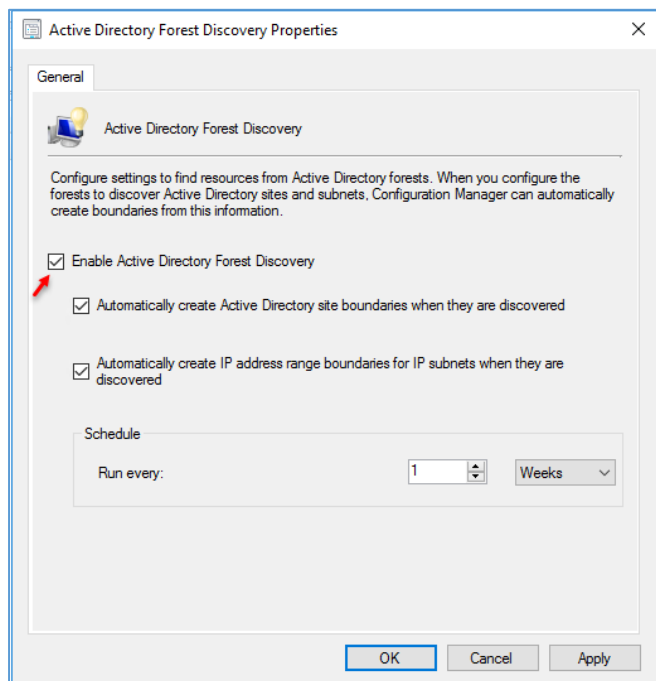 Active Directory Forest Discovery Properties
General
Active Directory Forest Discovery
Configure settings to find resources from Active Directory forests. When you configure the
forests to discover Active Directory sites and subnets, Configuration Manager can automatically
create boundaries from this information.
Enable Active Directory Forest Discovery
Automatically create Active Directory site boundaries when they are discovered
Automatically create IP address range boundaries for IP subnets when they are
discovered
Schedule
Run every: 1 Weeks
OK Cancel Apply